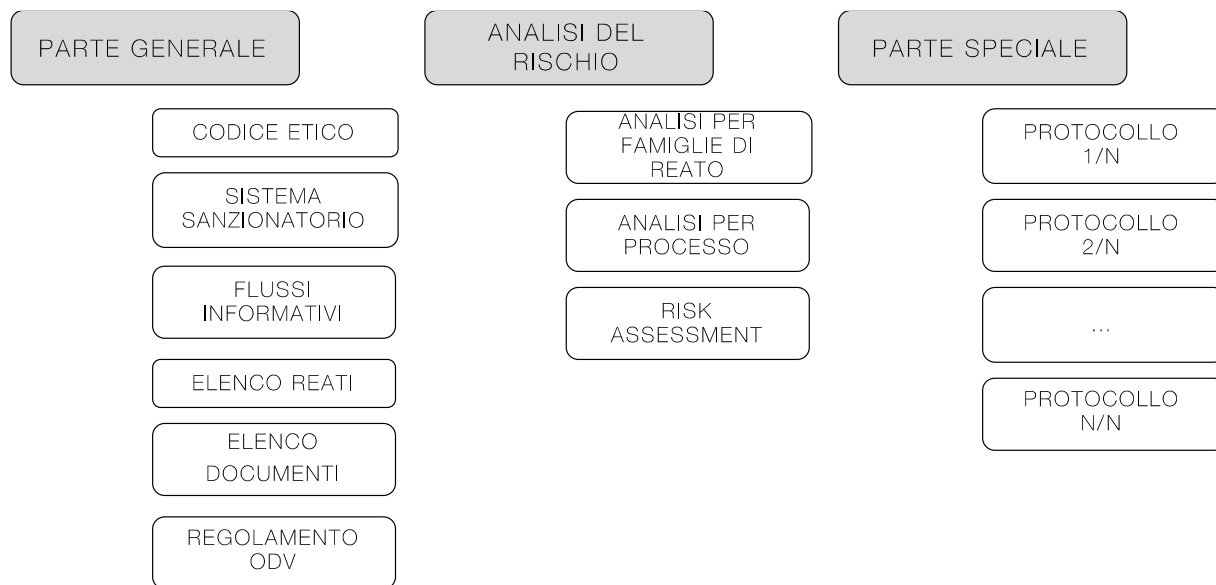 PARTE GENERALE
CODICE ETICO
SISTEMA
SANZIONATORIO
FLUSSI
INFORMATIVI
ELENCO REATI
ELENCO
DOCUMENTI
REGOLAMENTO
ODV
ANALISI DEL
RISCHIO
ANALISI PER
FAMIGLIE DI
REATO
ANALISI PER
PROCESSO
RISK
ASSESSMENT
PARTE SPECIALE
PROTOCOLLO
1/N
PROTOCOLLO
2/N
...
PROTOCOLLO
N/N